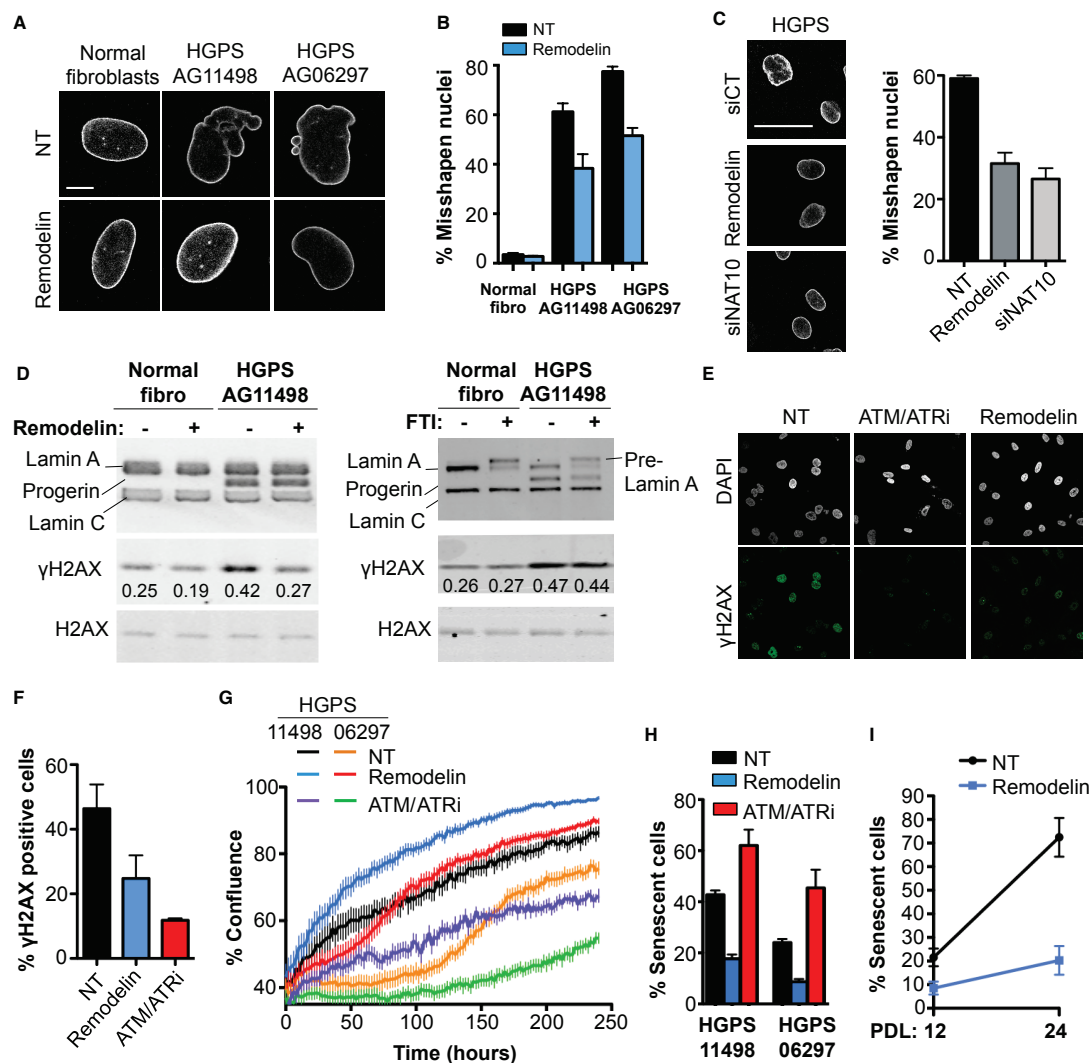 A
Normal fibroblasts
HGPS AG11498
HGPS AG06297
NT
Remodelin
B
NT
Remodelin
% Misshapen nuclei
80
60
40
20
0
Normal fibro
HGPS AG11498
HGPS AG06297
C
HGPS
siCT
Remodelin
siNAT10
% Misshapen nuclei
60
40
20
0
NT
Remodelin
siNAT10
D
Normal fibro
HGPS AG11498
Remodelin: - + - +
Lamin A
Progerin
Lamin C
γH2AX
0.25 0.19 0.42 0.27
H2AX
Normal fibro
HGPS AG11498
FTI: - + - +
Lamin A
Progerin
Lamin C
Pre-
Lamin A
γH2AX
0.26 0.27 0.47 0.44
H2AX
E
NT ATM/ATRi Remodelin
DAPI
γH2AX
F
% γH2AX positive cells
60
40
20
0
NT
Remodelin
ATM/ATRi
G
HGPS
11498 06297
NT
Remodelin
ATM/ATRi
% Confluence
100
80
60
40
0 50 100 150 200 250
Time (hours)
H
NT
Remodelin
ATM/ATRi
% Senescent cells
80
60
40
20
0
HGPS 11498
HGPS 06297
I
NT
Remodelin
% Senescent cells
90
80
70
60
50
40
30
20
10
0
PDL: 12 24